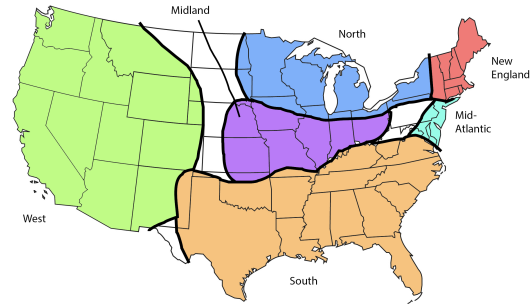 Midland
North
New
England
Mid-
Atlantic
West
South